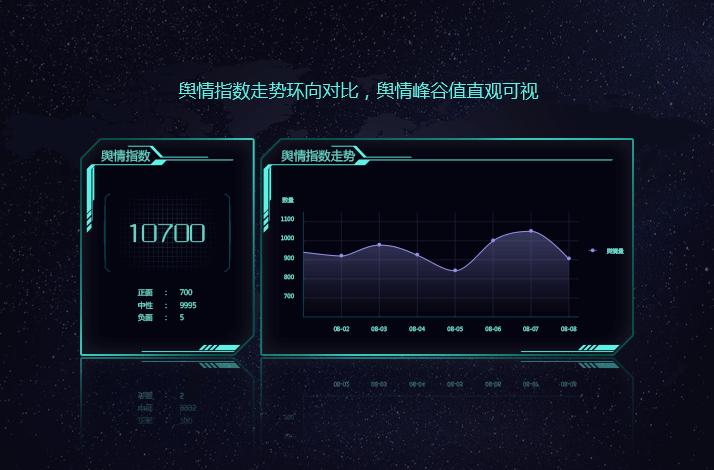 舆情指数走势环向对比，舆情峰谷值直观可视
舆情指数
10700
正面 : 700
中性 : 9995
负面 : 5
舆情指数走势
数量
1100
1000
900
800
700
08-02 08-03 08-04 08-05 08-06 08-07 08-08
舆情量